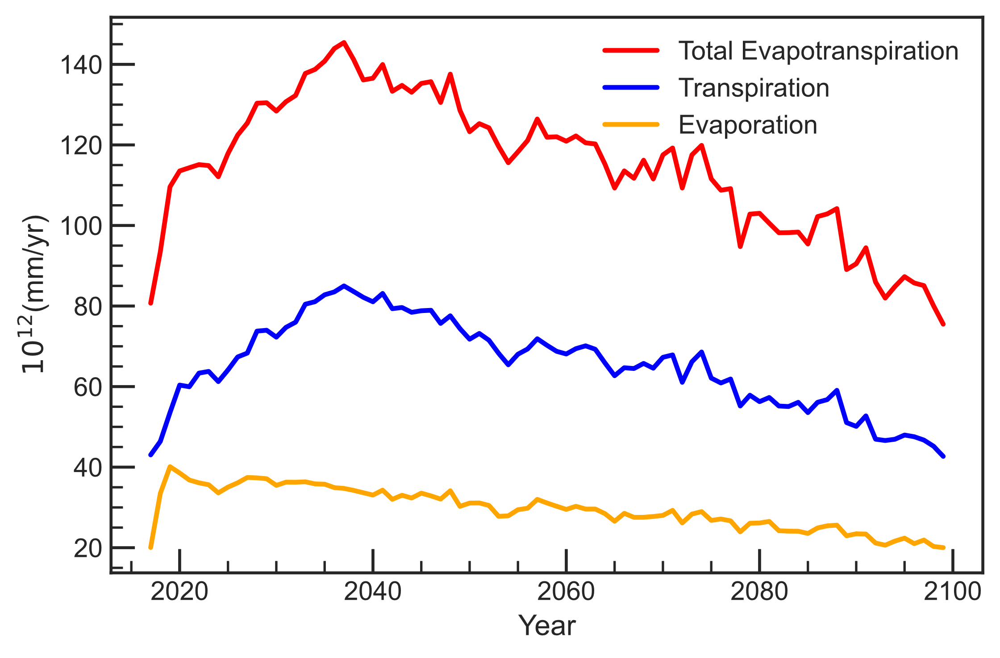 Total Evapotranspiration
Transpiration
Evaporation
140
120
100
80
60
40
20
10¹²(mm/yr)
2020 2040 2060 2080 2100
Year